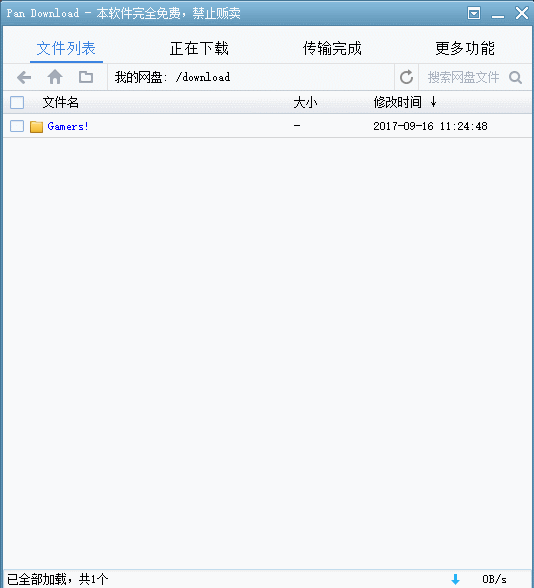 Pan Download - 本软件完全免费，禁止贩卖
文件列表 正在下载 传输完成 更多功能
我的网盘: /download 搜索网盘文件
文件名 大小 修改时间 ↓
Gamers! - 2017-09-16 11:24:48
已全部加载，共1个 0B/s